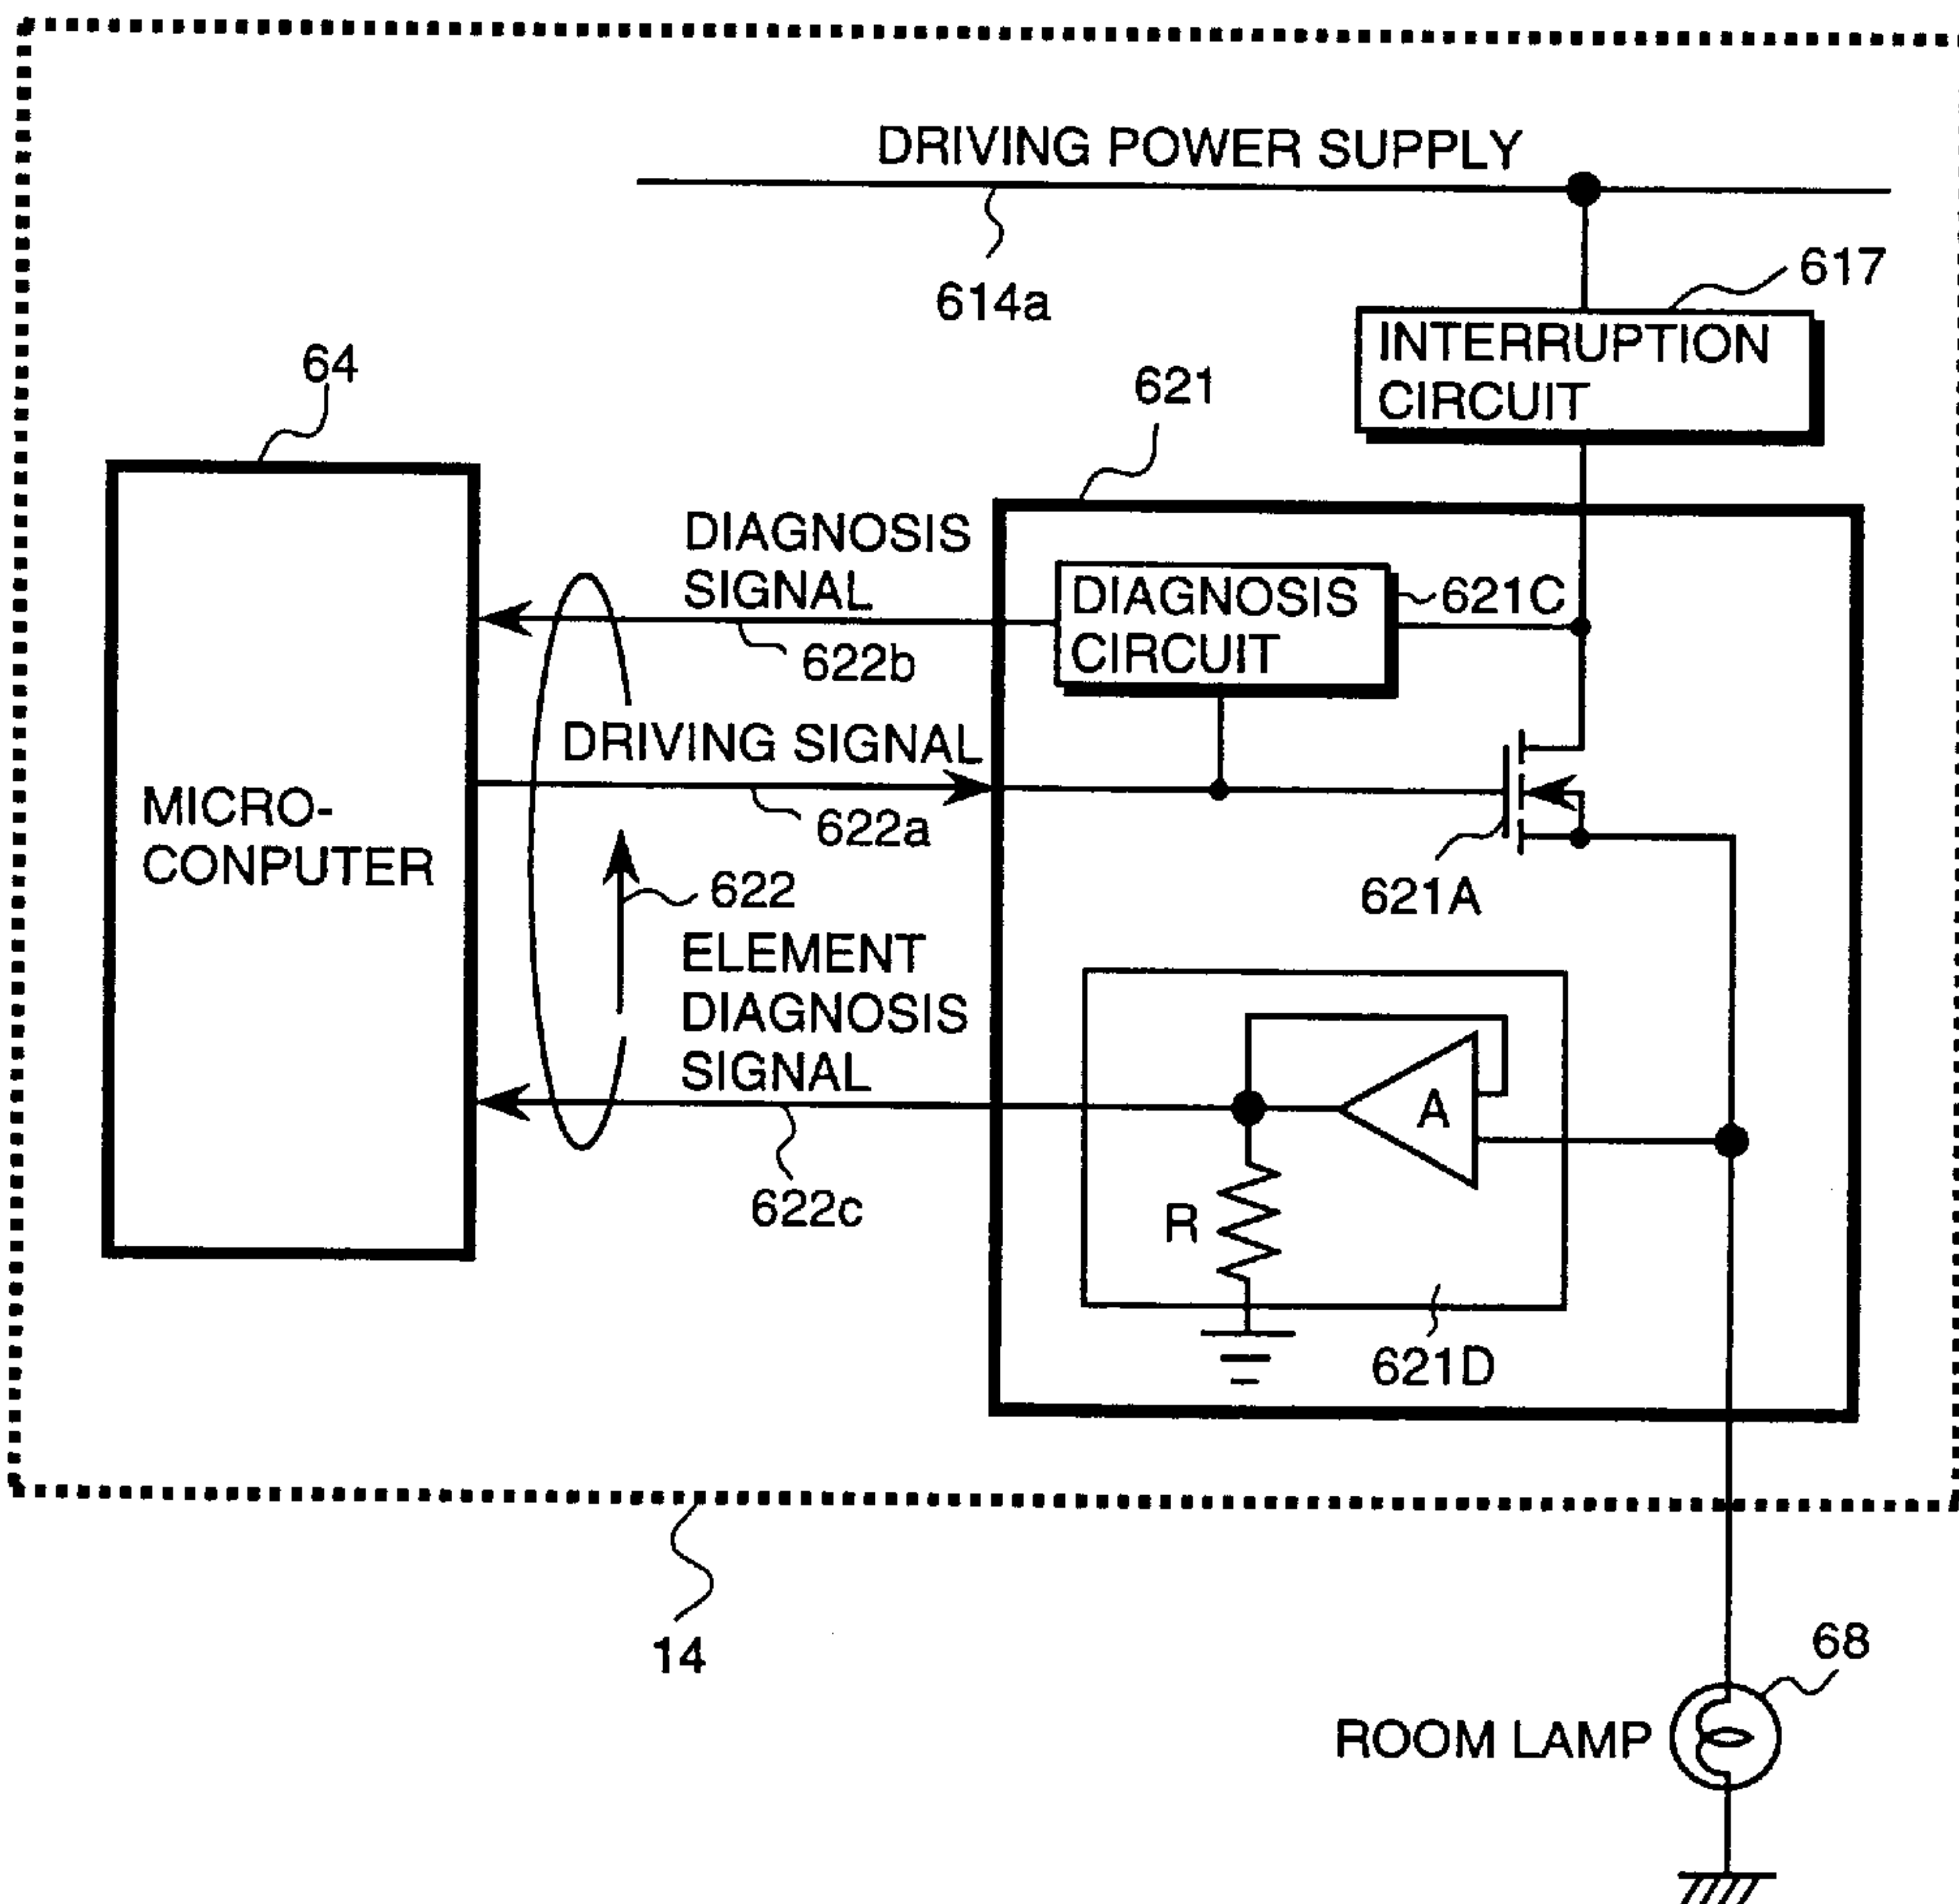 DRIVING POWER SUPPLY
614a
617
INTERRUPTION
CIRCUIT
64
621
DIAGNOSIS
SIGNAL
622b
DIAGNOSIS
CIRCUIT
621C
DRIVING SIGNAL
622a
MICRO-
CONPUTER
621A
622
ELEMENT
DIAGNOSIS
SIGNAL
A
622c
R
621D
14
68
ROOM LAMP